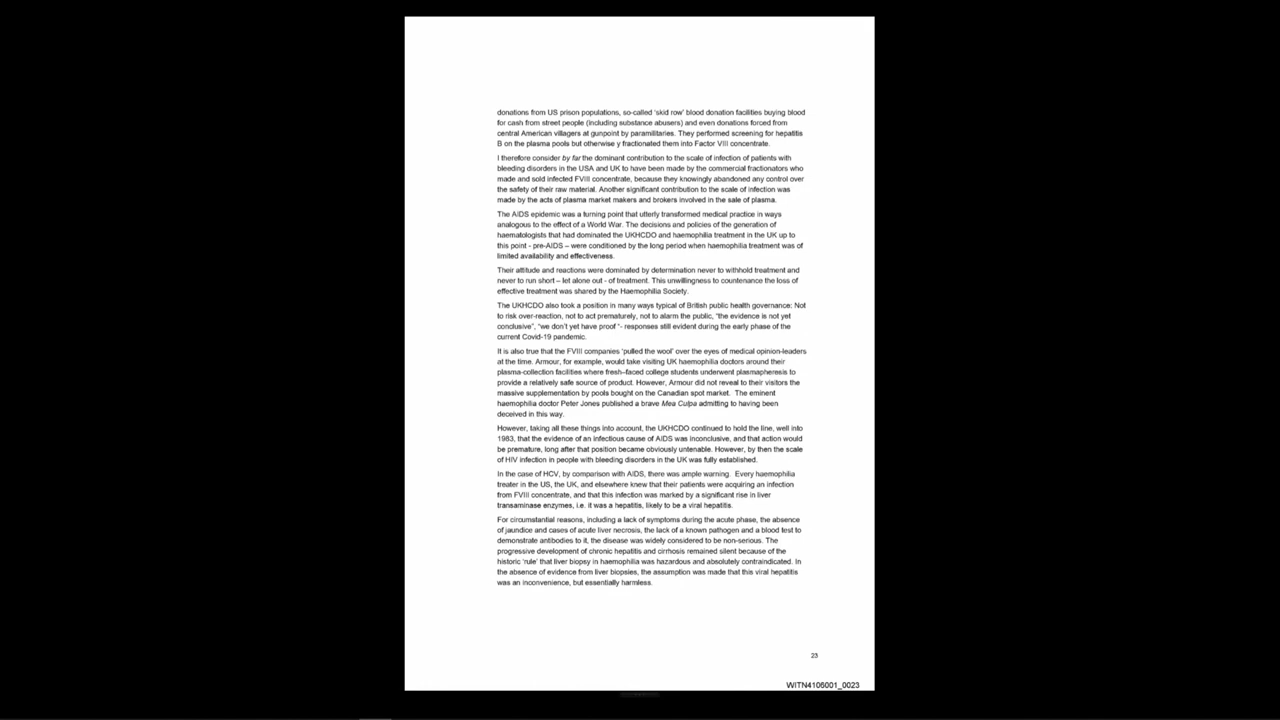 donations from US prison populations, so-called 'skid row' blood donation facilities buying blood
for cash from street people (including substance abusers) and even donations forced from
central American villagers at gunpoint by paramilitaries. They performed screening for hepatitis
B on the plasma pools but otherwise y fractionated them into Factor VIII concentrate.
I therefore consider by far the dominant contribution to the scale of infection of patients with
bleeding disorders in the USA and UK to have been made by the commercial fractionators who
made and sold infected FVIII concentrate, because they knowingly abandoned any control over
the safety of their raw material. Another significant contribution to the scale of infection was
made by the acts of plasma market makers and brokers involved in the sale of plasma.
The AIDS epidemic was a turning point that utterly transformed medical practice in ways
analogous to the effect of a World War. The decisions and policies of the generation of
haematologists that had dominated the UKHCDO and haemophilia treatment in the UK up to
this point - pre-AIDS – were conditioned by the long period when haemophilia treatment was of
limited availability and effectiveness.
Their attitude and reactions were dominated by determination never to withhold treatment and
never to run short – let alone out - of treatment. This unwillingness to countenance the loss of
effective treatment was shared by the Haemophilia Society.
The UKHCDO also took a position in many ways typical of British public health governance: Not
to risk over-reaction, not to act prematurely, not to alarm the public, "the evidence is not yet
conclusive", "we don't yet have proof "- responses still evident during the early phase of the
current Covid-19 pandemic.
It is also true that the FVIII companies 'pulled the wool' over the eyes of medical opinion-leaders
at the time. Armour, for example, would take visiting UK haemophilia doctors around their
plasma-collection facilities where fresh–faced college students underwent plasmapheresis to
provide a relatively safe source of product. However, Armour did not reveal to their visitors the
massive supplementation by pools bought on the Canadian spot market. The eminent
haemophilia doctor Peter Jones published a brave Mea Culpa admitting to having been
deceived in this way.
However, taking all these things into account, the UKHCDO continued to hold the line, well into
1983, that the evidence of an infectious cause of AIDS was inconclusive, and that action would
be premature, long after that position became obviously untenable. However, by then the scale
of HIV infection in people with bleeding disorders in the UK was fully established.
In the case of HCV, by comparison with AIDS, there was ample warning. Every haemophilia
treater in the US, the UK, and elsewhere knew that their patients were acquiring an infection
from FVIII concentrate, and that this infection was marked by a significant rise in liver
transaminase enzymes, i.e. it was a hepatitis, likely to be a viral hepatitis.
For circumstantial reasons, including a lack of symptoms during the acute phase, the absence
of jaundice and cases of acute liver necrosis, the lack of a known pathogen and a blood test to
demonstrate antibodies to it, the disease was widely considered to be non-serious. The
progressive development of chronic hepatitis and cirrhosis remained silent because of the
historic 'rule' that liver biopsy in haemophilia was hazardous and absolutely contraindicated. In
the absence of evidence from liver biopsies, the assumption was made that this viral hepatitis
was an inconvenience, but essentially harmless.
23
WITN4106001_0023